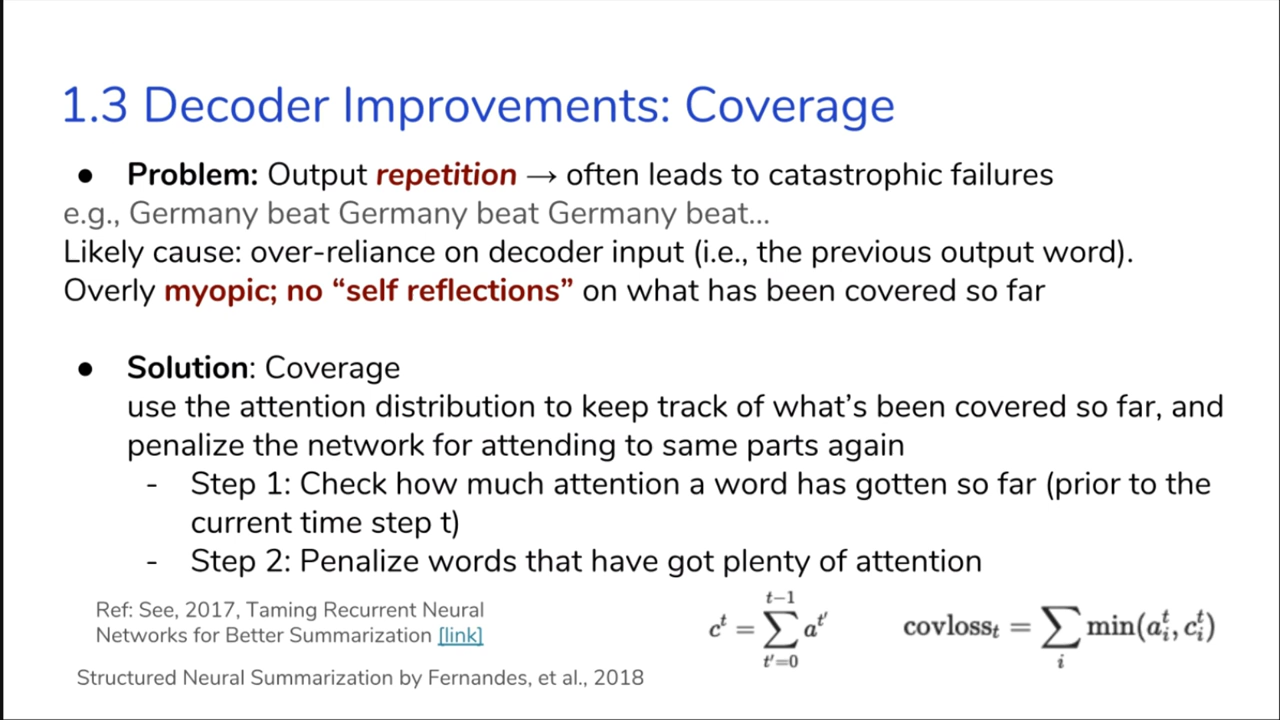 1.3 Decoder Improvements: Coverage
● Problem: Output repetition → often leads to catastrophic failures
e.g., Germany beat Germany beat Germany beat...
Likely cause: over-reliance on decoder input (i.e., the previous output word).
Overly myopic; no “self reflections” on what has been covered so far
● Solution: Coverage
use the attention distribution to keep track of what’s been covered so far, and
penalize the network for attending to same parts again
- Step 1: Check how much attention a word has gotten so far (prior to the
current time step t)
- Step 2: Penalize words that have got plenty of attention
Ref: See, 2017, Taming Recurrent Neural
Networks for Better Summarization [link]
c^t = \sum_{t'=0}^{t-1} a^{t'}
covloss_t = \sum_i min(a_i^t, c_i^t)
Structured Neural Summarization by Fernandes, et al., 2018